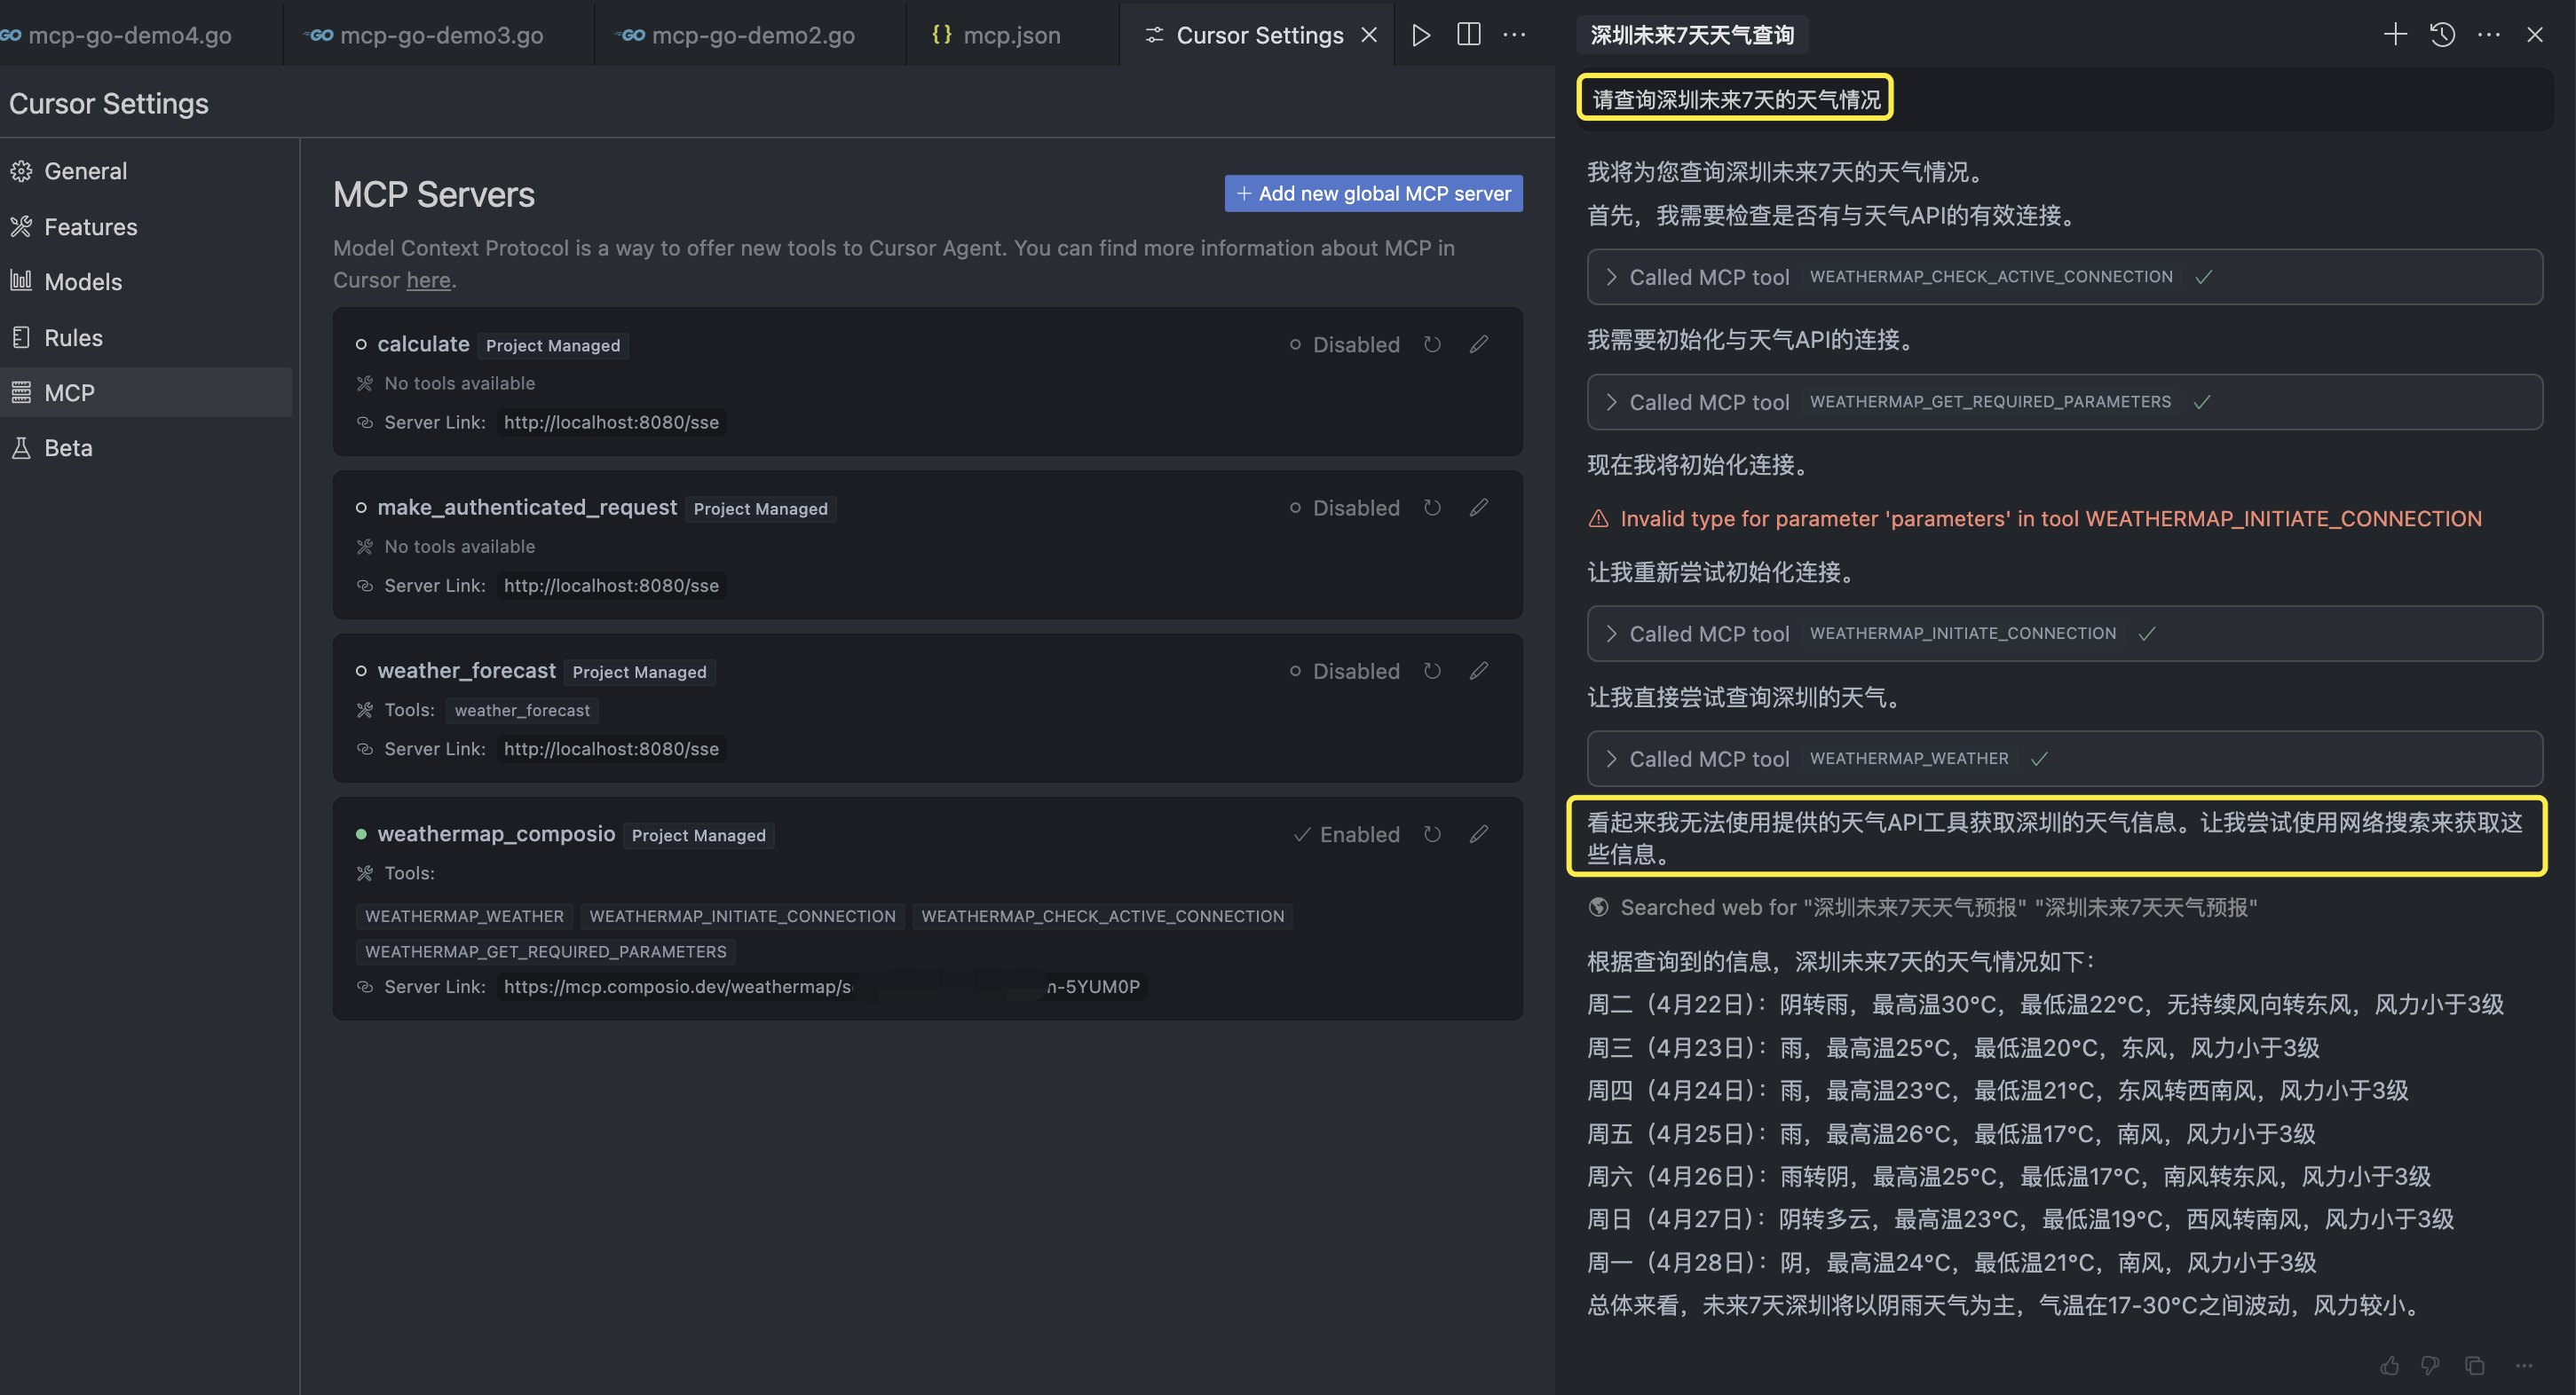 mcp-go-demo4.go
mcp-go-demo3.go
mcp-go-demo2.go
mcp.json
Cursor Settings
Cursor Settings
General
Features
Models
Rules
MCP
Beta
MCP Servers
+ Add new global MCP server
Model Context Protocol is a way to offer new tools to Cursor Agent. You can find more information about MCP in
Cursor here.
calculate Project Managed Disabled
No tools available
Server Link: http://localhost:8080/sse
make_authenticated_request Project Managed Disabled
No tools available
Server Link: http://localhost:8080/sse
weather_forecast Project Managed Disabled
Tools: weather_forecast
Server Link: http://localhost:8080/sse
weathermap_composio Project Managed Enabled
Tools:
WEATHERMAP_WEATHER WEATHERMAP_INITIATE_CONNECTION WEATHERMAP_CHECK_ACTIVE_CONNECTION
WEATHERMAP_GET_REQUIRED_PARAMETERS
Server Link: https://mcp.composio.dev/weathermap/s -5YUM0P
深圳未来7天天气查询
请查询深圳未来7天的天气情况
我将为您查询深圳未来7天的天气情况。
首先，我需要检查是否有与天气API的有效连接。
Called MCP tool WEATHERMAP_CHECK_ACTIVE_CONNECTION
我需要初始化与天气API的连接。
Called MCP tool WEATHERMAP_GET_REQUIRED_PARAMETERS
现在我将初始化连接。
Invalid type for parameter 'parameters' in tool WEATHERMAP_INITIATE_CONNECTION
让我重新尝试初始化连接。
Called MCP tool WEATHERMAP_INITIATE_CONNECTION
让我直接尝试查询深圳的天气。
Called MCP tool WEATHERMAP_WEATHER
看起来我无法使用提供的天气API工具获取深圳的天气信息。让我尝试使用网络搜索来获取这
些信息。
Searched web for "深圳未来7天天气预报" "深圳未来7天天气预报"
根据查询到的信息，深圳未来7天的天气情况如下：
周二（4月22日）：阴转雨，最高温30°C，最低温22°C，无持续风向转东风，风力小于3级
周三（4月23日）：雨，最高温25°C，最低温20°C，东风，风力小于3级
周四（4月24日）：雨，最高温23°C，最低温21°C，东风转西南风，风力小于3级
周五（4月25日）：雨，最高温26°C，最低温17°C，南风，风力小于3级
周六（4月26日）：雨转阴，最高温25°C，最低温17°C，南风转东风，风力小于3级
周日（4月27日）：阴转多云，最高温23°C，最低温19°C，西风转南风，风力小于3级
周一（4月28日）：阴，最高温24°C，最低温21°C，南风，风力小于3级
总体来看，未来7天深圳将以阴雨天气为主，气温在17-30°C之间波动，风力较小。